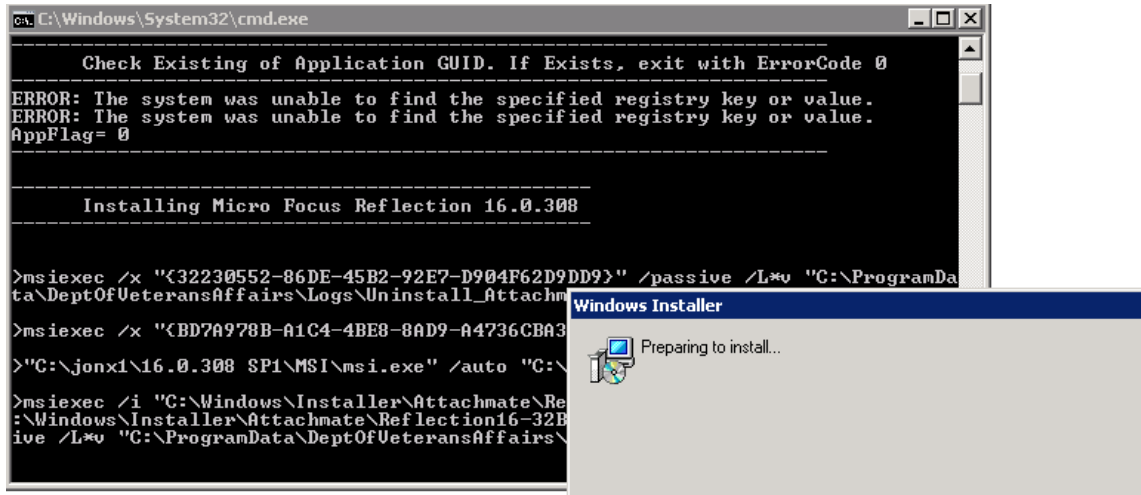 C:\Windows\System32\cmd.exe
Check Existing of Application GUID. If Exists, exit with ErrorCode 0
ERROR: The system was unable to find the specified registry key or value.
ERROR: The system was unable to find the specified registry key or value.
AppFlag= 0
Installing Micro Focus Reflection 16.0.308
>msiexec /x "{32230552-86DE-45B2-92E7-D904F62D9DD9}" /passive /L*v "C:\ProgramDa
ta\DeptOfVeteransAffairs\Logs\Uninstall_Attachm
>msiexec /x "{BD7A978B-A1C4-4BE8-8AD9-A4736CBA3
>"C:\jonx1\16.0.308 SP1\MSI\msi.exe" /auto "C:\
>msiexec /i "C:\Windows\Installer\Attachmate\Re
:\Windows\Installer\Attachmate\Reflection16-32B
ive /L*v "C:\ProgramData\DeptOfVeteransAffairs\
Windows Installer
Preparing to install...